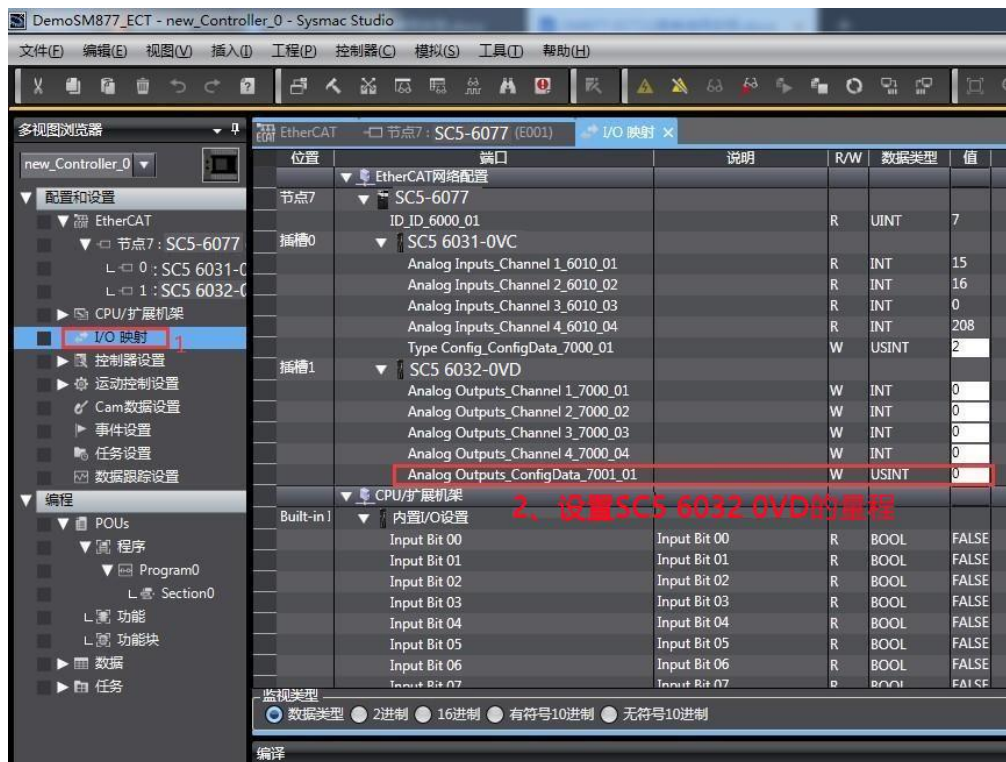 DemoSM877_ECT - new_Controller_0 - Sysmac Studio
文件(F) 编辑(E) 视图(V) 插入(I) 工程(P) 控制器(C) 模拟(S) 工具(T) 帮助(H)
多视图浏览器
new_Controller_0
配置和设置
EtherCAT
节点7 : SC5-6077
0 : SC5 6031-0
1 : SC5 6032-0
CPU/扩展机架
I/O 映射 1
控制器设置
运动控制设置
Cam数据设置
事件设置
任务设置
数据跟踪设置
编程
POUs
程序
Program0
Section0
功能
功能块
数据
任务
EtherCAT 节点7 : SC5-6077 (E001) I/O 映射
位置 端口 说明 R/W 数据类型 值
EtherCAT网络配置
节点7 SC5-6077
ID_ID_6000_01 R UINT 7
插槽0 SC5 6031-0VC
Analog Inputs_Channel 1_6010_01 R INT 15
Analog Inputs_Channel 2_6010_02 R INT 16
Analog Inputs_Channel 3_6010_03 R INT 0
Analog Inputs_Channel 4_6010_04 R INT 208
Type Config_ConfigData_7000_01 W USINT 2
插槽1 SC5 6032-0VD
Analog Outputs_Channel 1_7000_01 W INT 0
Analog Outputs_Channel 2_7000_02 W INT 0
Analog Outputs_Channel 3_7000_03 W INT 0
Analog Outputs_Channel 4_7000_04 W INT 0
Analog Outputs_ConfigData_7001_01 W USINT 0
CPU/扩展机架
2、设置SC5 6032 0VD的量程
Built-in I 内置I/O设置
Input Bit 00 Input Bit 00 R BOOL FALSE
Input Bit 01 Input Bit 01 R BOOL FALSE
Input Bit 02 Input Bit 02 R BOOL FALSE
Input Bit 03 Input Bit 03 R BOOL FALSE
Input Bit 04 Input Bit 04 R BOOL FALSE
Input Bit 05 Input Bit 05 R BOOL FALSE
Input Bit 06 Input Bit 06 R BOOL FALSE
Input Bit 07 Input Bit 07 R BOOL FALSE
监视类型
数据类型 2进制 16进制 有符号10进制 无符号10进制
编译